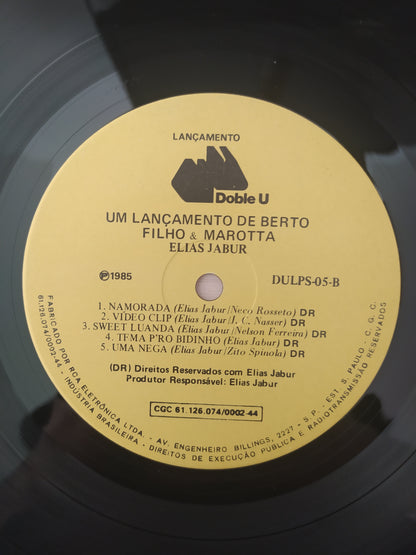 LANÇAMENTO
Doble U
UM LANÇAMENTO DE BERTO
FILHO & MAROTTA
ELIAS JABUR
Ⓟ1985
DULPS-05-B
1. NAMORADA (Elias Jabur/Neco Rosseto) DR
2. VÍDEO CLIP (Elias Jabur/J. C. Nasser) DR
3. SWEET LUANDA (Elias Jabur/Nelson Ferreira) DR
4. TEMA P'RO BIDINHO (Elias Jabur) DR
5. UMA NEGA (Elias Jabur/Zito Spinola) DR
(DR) Direitos Reservados com Elias Jabur
Produtor Responsável: Elias Jabur
CGC 61.126.074/0002-44
FABRICADO POR RCA ELETRÔNICA LTDA. - AV. ENGENHEIRO BILLINGS, 2227 - S.P. - EST. S. PAULO - C.G.C.
61.126.074/0002-44 - INDÚSTRIA BRASILEIRA. - DIREITOS DE EXECUÇÃO PÚBLICA E RADIOTRANSMISSÃO RESERVADOS